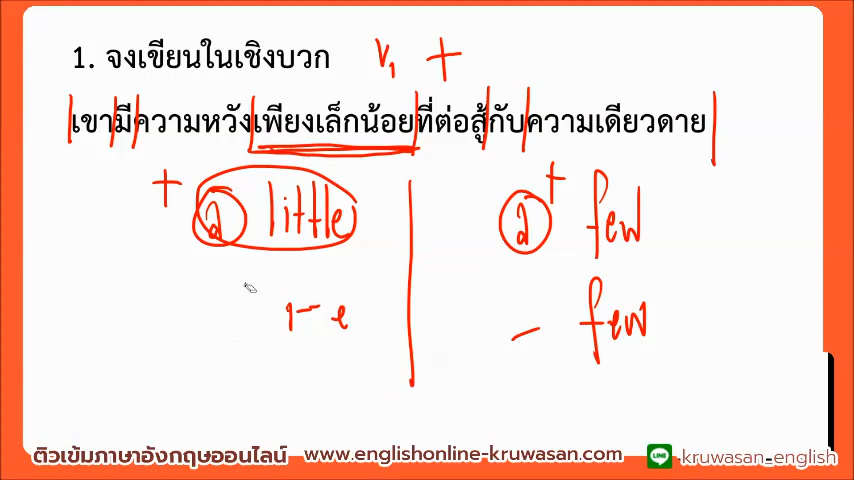 1. จงเขียนในเชิงบวก V1 +
เขามีความหวังเพียงเล็กน้อยที่ต่อสู้กับความเดียวดาย
+ a little a + few
- few
ติวเข้มภาษาอังกฤษออนไลน์ www.englishonline-kruwasan.com LINE kruwasan_english